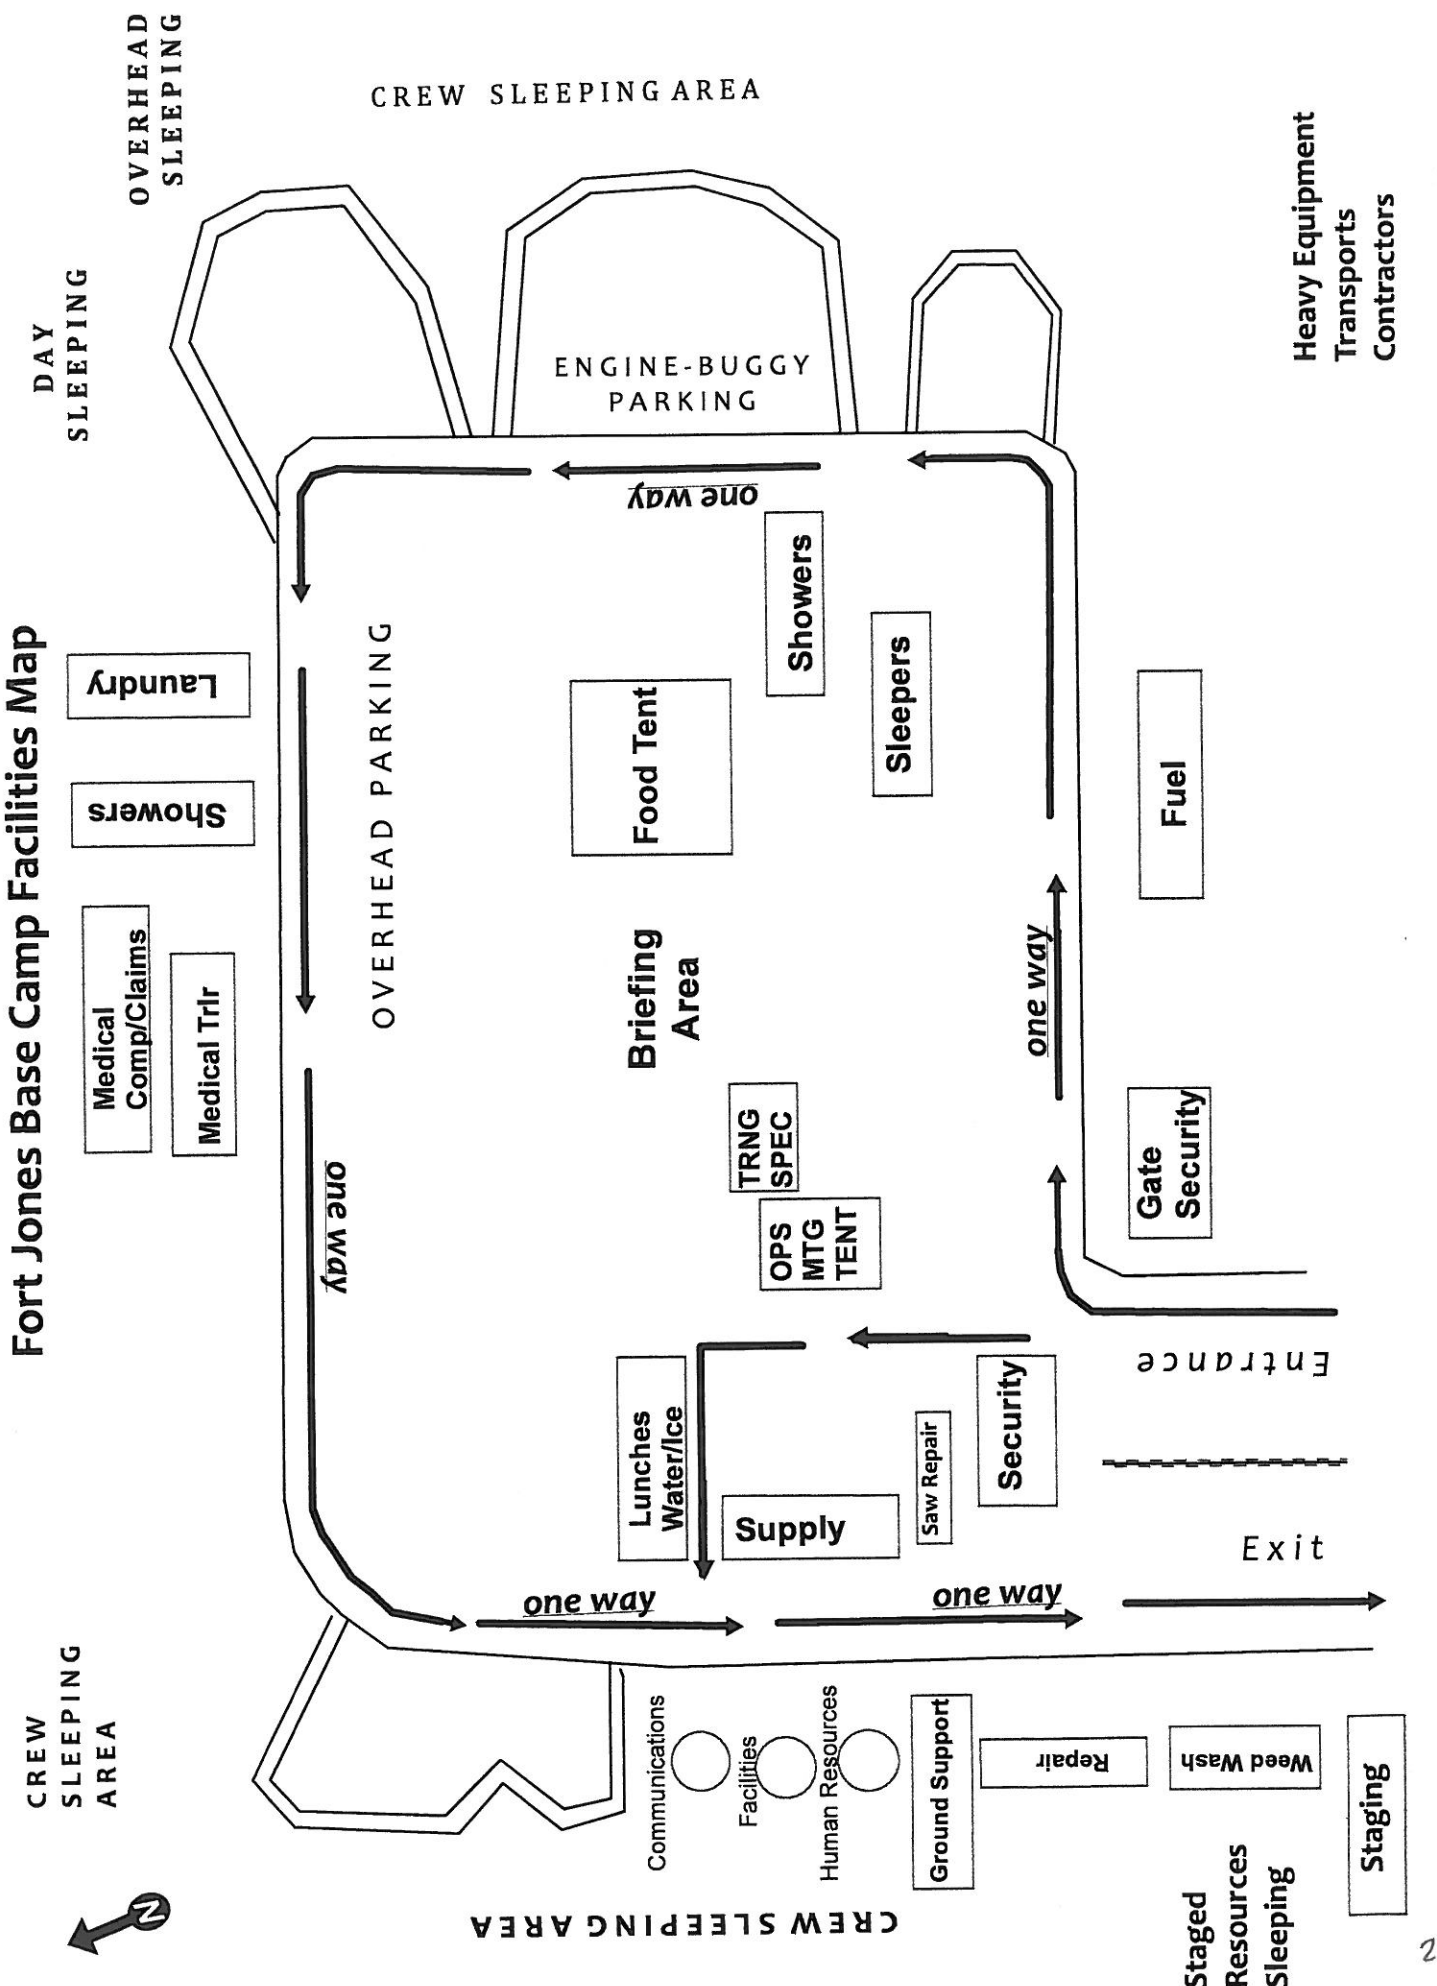 Fort Jones Base Camp Facilities Map
CREW
SLEEPING
AREA
DAY
SLEEPING
OVERHEAD
SLEEPING
N
Medical
Comp/Claims
Medical Trlr
Showers
Laundry
one way
OVERHEAD PARKING
CREW SLEEPING AREA
CREW SLEEPING AREA
ENGINE-BUGGY
PARKING
one way
Briefing
Area
Food Tent
Showers
Sleepers
TRNG
SPEC
OPS
MTG
TENT
Lunches
Water/Ice
Supply
Saw Repair
Security
one way
one way
one way
Communications
Facilities
Human Resources
Ground Support
Repair
Weed Wash
Staging
Staged
Resources
Sleeping
Exit
Entrance
Gate
Security
Fuel
Heavy Equipment
Transports
Contractors
2